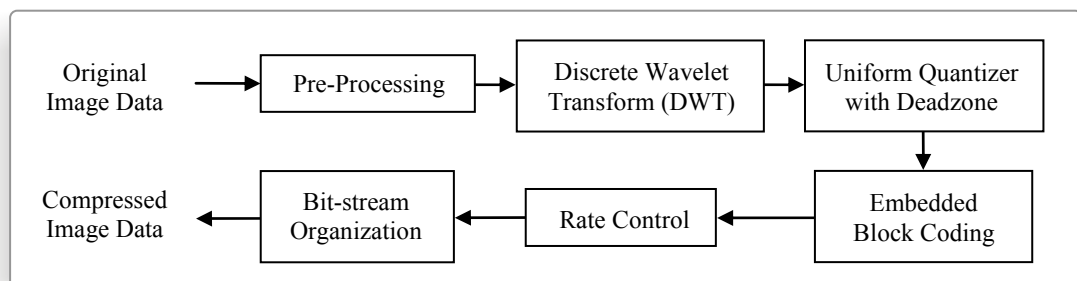 Original
Image Data
Pre-Processing
Discrete Wavelet
Transform (DWT)
Uniform Quantizer
with Deadzone
Compressed
Image Data
Bit-stream
Organization
Rate Control
Embedded
Block Coding